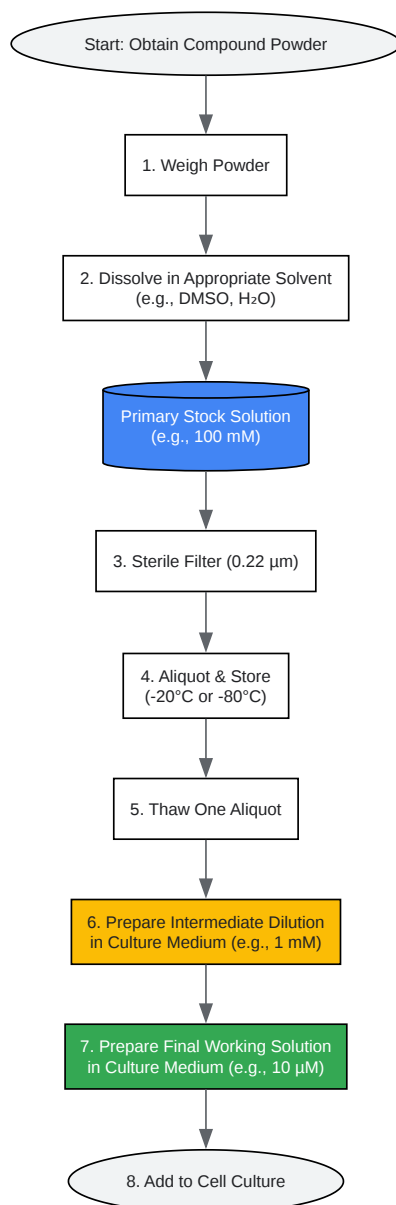 Start: Obtain Compound Powder
1. Weigh Powder
2. Dissolve in Appropriate Solvent
(e.g., DMSO, H₂O)
Primary Stock Solution
(e.g., 100 mM)
3. Sterile Filter (0.22 µm)
4. Aliquot & Store
(-20°C or -80°C)
5. Thaw One Aliquot
6. Prepare Intermediate Dilution
in Culture Medium (e.g., 1 mM)
7. Prepare Final Working Solution
in Culture Medium (e.g., 10 µM)
8. Add to Cell Culture